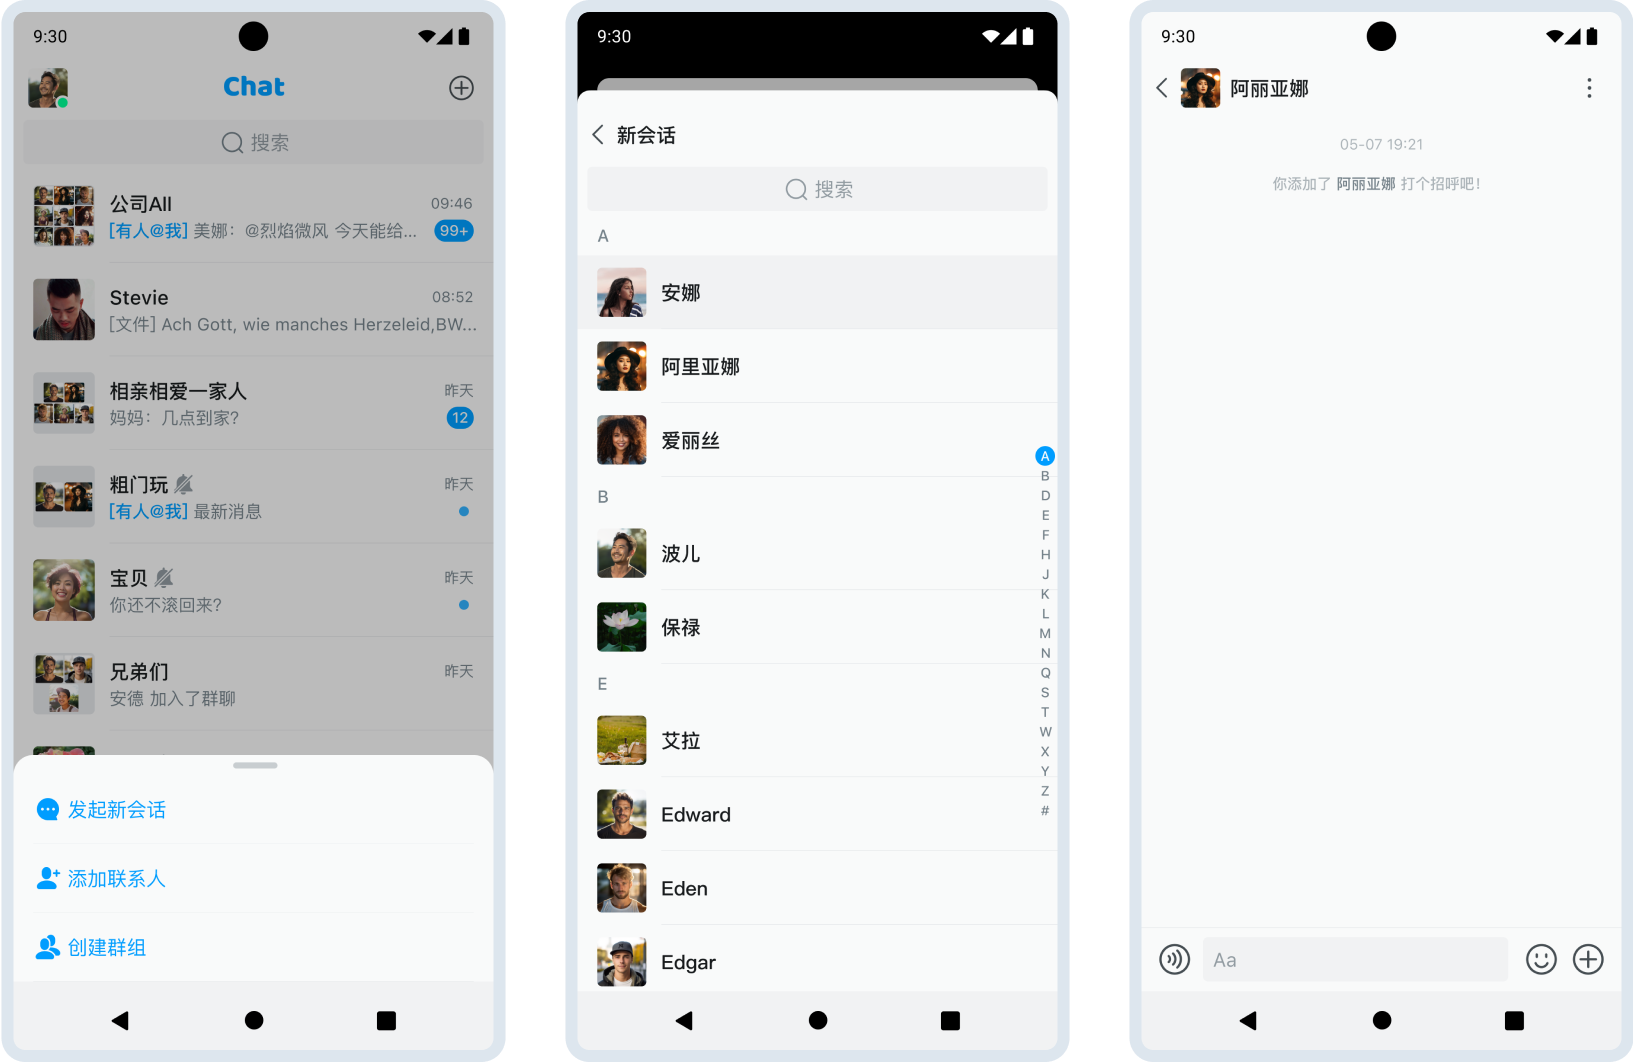 9:30
Chat
搜索
公司All
09:46
[有人@我] 美娜：@烈焰微风 今天能给...
99+
Stevie
08:52
[文件] Ach Gott, wie manches Herzeleid,BW...
相亲相爱一家人
昨天
妈妈：几点到家?
12
粗门玩
昨天
[有人@我] 最新消息
宝贝
昨天
你还不滚回来?
兄弟们
昨天
安德 加入了群聊
发起新会话
添加联系人
创建群组
9:30
新会话
搜索
A
安娜
阿里亚娜
爱丽丝
B
波儿
保禄
E
艾拉
Edward
Eden
Edgar
A
B
D
E
F
H
J
K
L
M
N
Q
S
T
W
X
Y
Z
#
9:30
阿丽亚娜
05-07 19:21
你添加了 阿丽亚娜 打个招呼吧！
Aa